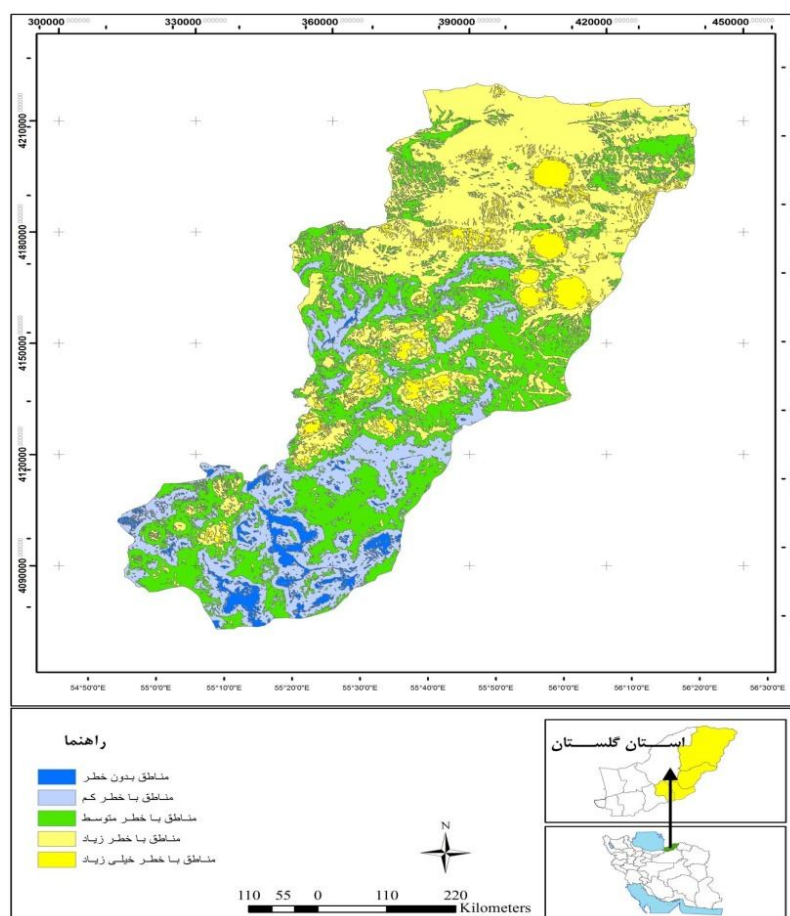 300000 330000 360000 390000 420000 450000
4210000
4180000
4150000
4120000
4090000
54°50'0"E 55°0'0"E 55°10'0"E 55°20'0"E 55°30'0"E 55°40'0"E 55°50'0"E 56°0'0"E 56°10'0"E 56°20'0"E 56°30'0"E
راهنما
مناطق بدون خطر
مناطق با خطر کم
مناطق با خطر متوسط
مناطق با خطر زیاد
مناطق با خطر خیلی زیاد
N
110 55 0 110 220
Kilometers
استان گلستان